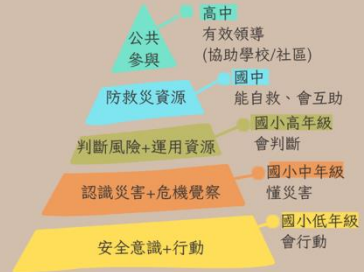 公共
參與
高中
有效領導
(協助學校/社區)
防救災資源
國中
能自救、會互助
判斷風險+運用資源
國小高年級
會判斷
認識災害+危機覺察
國小中年級
懂災害
安全意識+行動
國小低年級
會行動